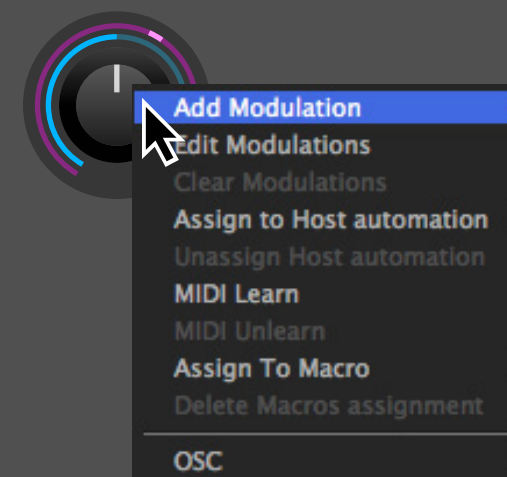 Add Modulation
Edit Modulations
Clear Modulations
Assign to Host automation
Unassign Host automation
MIDI Learn
MIDI Unlearn
Assign To Macro
Delete Macros assignment
OSC